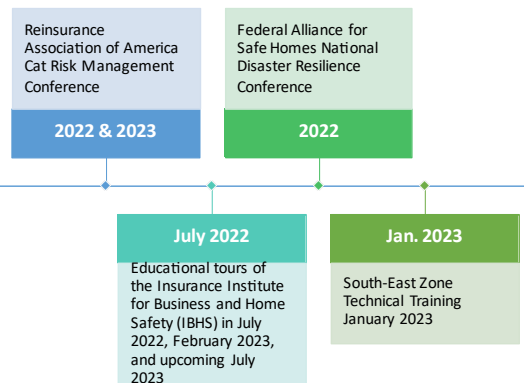 Reinsurance
Association of America
Cat Risk Management
Conference
2022 & 2023
Federal Alliance for
Safe Homes National
Disaster Resilience
Conference
2022
July 2022
Educational tours of
the Insurance Institute
for Business and Home
Safety (IBHS) in July
2022, February 2023,
and upcoming July
2023
Jan. 2023
South-East Zone
Technical Training
January 2023